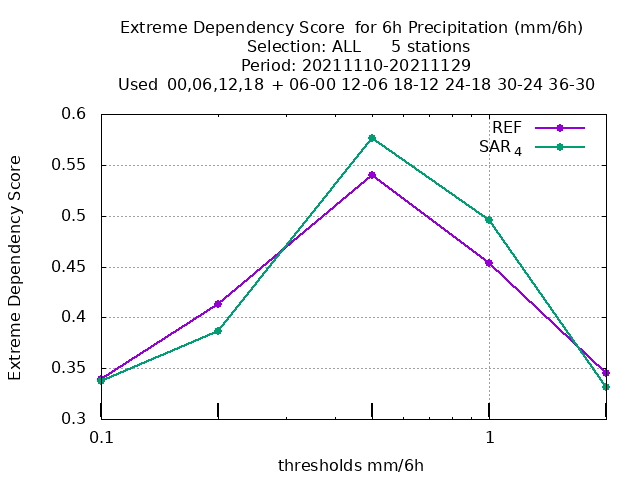 Extreme Dependency Score  for 6h Precipitation (mm/6h)
Selection: ALL      5 stations
Period: 20211110-20211129
Used  00,06,12,18 + 06-00 12-06 18-12 24-18 30-24 36-30
REF
SAR 4
0.6
0.55
0.5
0.45
0.4
0.35
0.3
Extreme Dependency Score
0.1
1
thresholds mm/6h